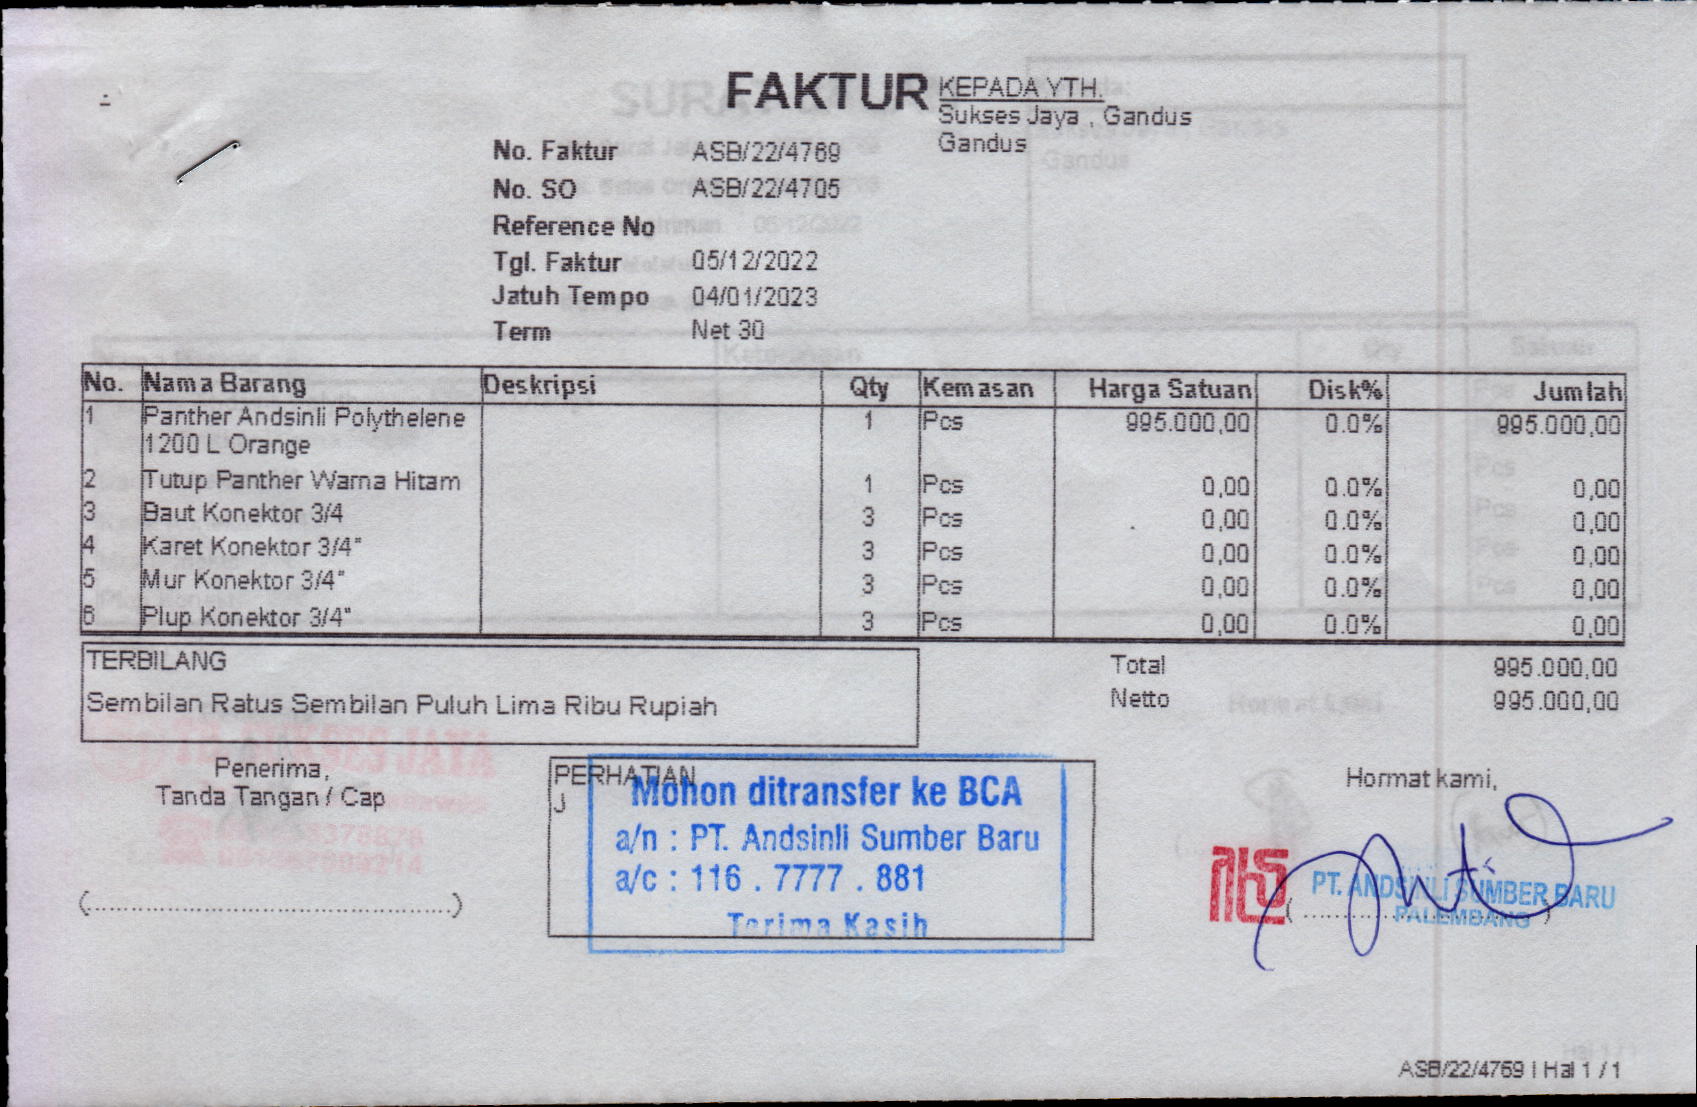 FAKTUR
KEPADA YTH.
Sukses Jaya , Gandus
Gandus
No. Faktur ASB/22/4769
No. SO ASB/22/4705
Reference No
Tgl. Faktur 05/12/2022
Jatuh Tempo 04/01/2023
Term Net 30
No. Nama Barang Deskripsi Qty Kemasan Harga Satuan Disk% Jumlah
1 Panther Andsinli Polythelene 1 Pcs 995.000,00 0.0% 995.000,00
1200 L Orange
2 Tutup Panther Warna Hitam 1 Pcs 0,00 0.0% 0,00
3 Baut Konektor 3/4 3 Pcs 0,00 0.0% 0,00
4 Karet Konektor 3/4" 3 Pcs 0,00 0.0% 0,00
5 Mur Konektor 3/4" 3 Pcs 0,00 0.0% 0,00
6 Plup Konektor 3/4" 3 Pcs 0,00 0.0% 0,00
TERBILANG
Sembilan Ratus Sembilan Puluh Lima Ribu Rupiah
Total 995.000,00
Netto 995.000,00
Penerima,
Tanda Tangan / Cap
(..............................................)
PERHATIAN
J
Mohon ditransfer ke BCA
a/n : PT. Andsinli Sumber Baru
a/c : 116 . 7777 . 881
Terima Kasih
Hormat kami,
PT. ANDSINLI SUMBER BARU
PALEMBANG
ASB/22/4769 | Hal 1 / 1